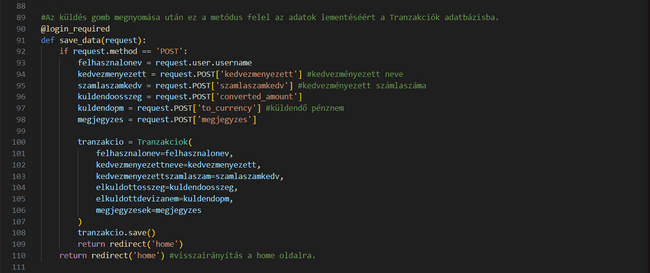 88
89 #Az küldés gomb megnyomása után ez a metódus felel az adatok lementéséért a Tranzakciók adatbázisba.
90 @login_required
91 def save_data(request):
92 if request.method == 'POST':
93 felhasznalonev = request.user.username
94 kedvezmenyezett = request.POST['kedvezmenyezett'] #kedvezményezett neve
95 szamlaszamkedv = request.POST['szamlaszamkedv'] #kedvezményezett számlaszáma
96 kuldendoosszeg = request.POST['converted_amount']
97 kuldendopm = request.POST['to_currency'] #küldendő pénznem
98 megjegyzes = request.POST['megjegyzes']
99
100 tranzakcio = Tranzakciok(
101 felhasznalonev=felhasznalonev,
102 kedvezmenyezettneve=kedvezmenyezett,
103 kedvezmenyezettszamlaszam=szamlaszamkedv,
104 elkuldottosszeg=kuldendoosszeg,
105 elkuldottdevizanem=kuldendopm,
106 megjegyzesek=megjegyzes
107 )
108 tranzakcio.save()
109 return redirect('home')
110 return redirect('home') #visszairányítás a home oldalra.
111